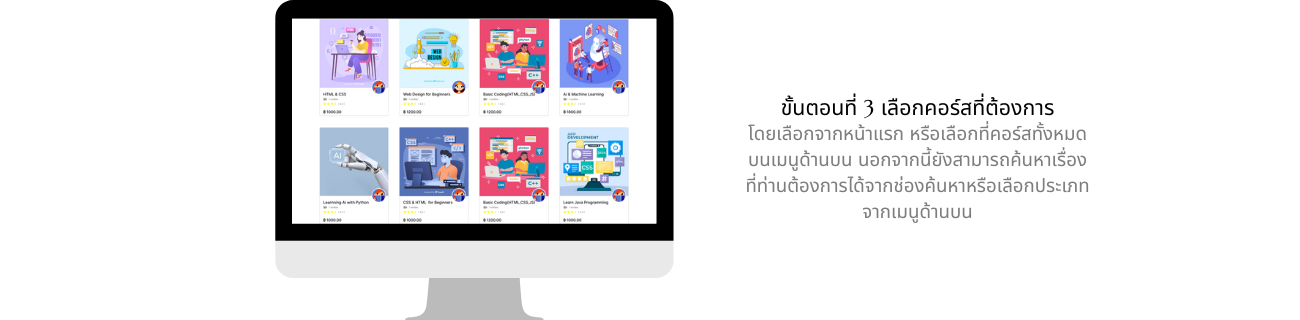 HTML & CSS
฿ 1000.00
Web Design for Beginners
฿ 1200.00
Basic Coding(HTML,CSS,JS)
฿ 1200.00
Ai & Machine Learning
฿ 1600.00
Learning Ai with Python
฿ 1000.00
CSS & HTML for Beginners
฿ 1000.00
Basic Coding(HTML,CSS,JS)
฿ 1200.00
Learn Java Programming
฿ 1000.00
WEB
DESIGN
C++
CSS
AI
DEVELOPMENT
CSS
C++
ขั้นตอนที่ 3 เลือกคอร์สที่ต้องการ
โดยเลือกจากหน้าแรก หรือเลือกที่คอร์สทั้งหมด
บนเมนูด้านบน นอกจากนี้ยังสามารถค้นหาเรื่อง
ที่ท่านต้องการได้จากช่องค้นหาหรือเลือกประเภท
จากเมนูด้านบน